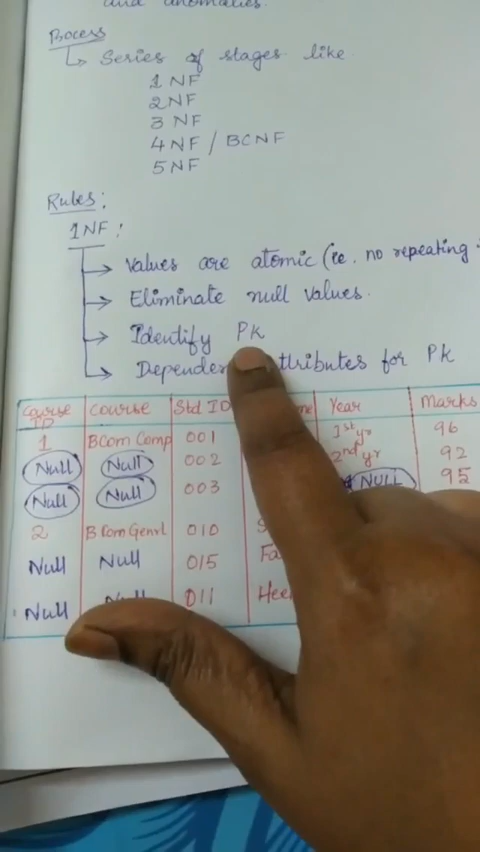 and anomalies.
Process
Series of stages like
1 NF
2 NF
3 NF
4 NF / BCNF
5 NF
Rules:
1NF:
Values are atomic (ie. no repeating
Eliminate null values.
Identify PK
for PK
Course ID Course Std ID Year Marks
1 BCom Comp 001 1st yr 96
Null Null 002 2nd yr 92
Null Null 003 NULL 95
2 BCom Genrl 010
Null Null 015
Null 011